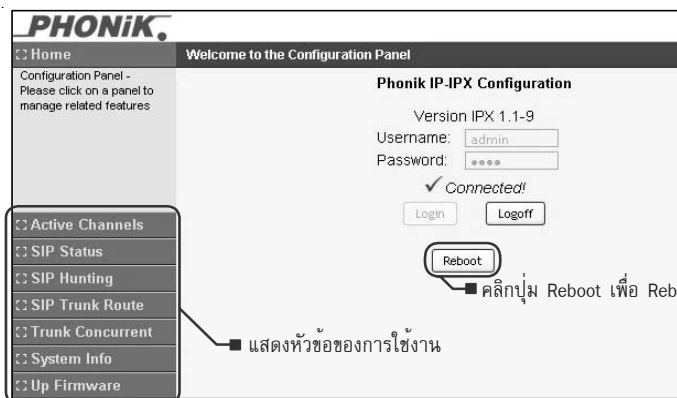 PHONiK
Home
Welcome to the Configuration Panel
Configuration Panel -
Please click on a panel to
manage related features
Phonik IP-IPX Configuration
Version IPX 1.1-9
Username: admin
Password: ••••
✓ Connected!
Login Logoff
Reboot
คลิกปุ่ม Reboot เพื่อ Reb
Active Channels
SIP Status
SIP Hunting
SIP Trunk Route
Trunk Concurrent
System Info
Up Firmware
แสดงหัวข้อของการใช้งาน